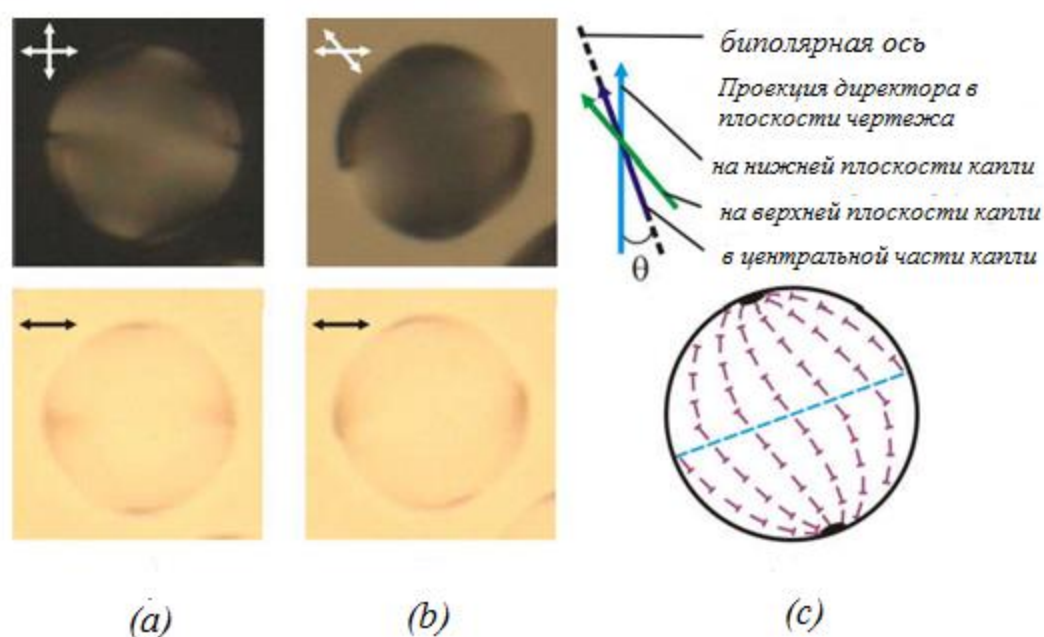 биполярная ось
Проекция директора в
плоскости чертежа
на нижней плоскости капли
на верхней плоскости капли
в центральной части капли
θ
(a)
(b)
(c)